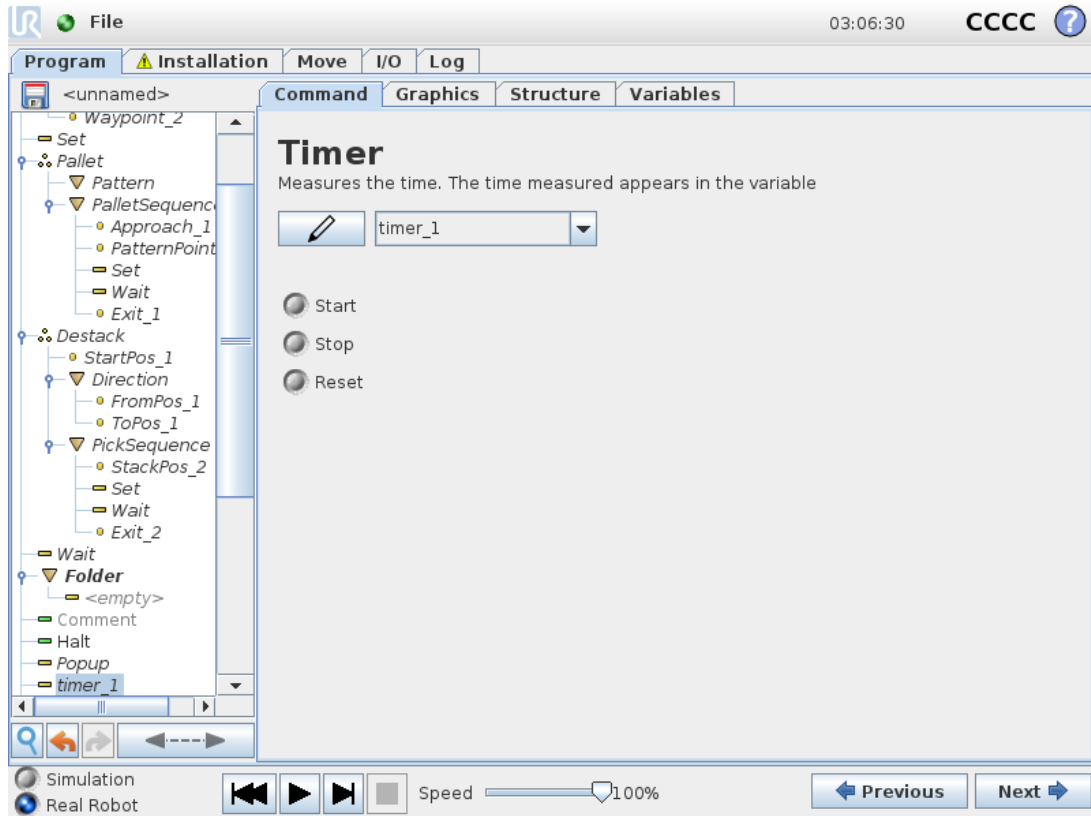 UR File 03:06:30 CCCC ?
Program Installation Move I/O Log
<unnamed>
Command Graphics Structure Variables
Waypoint_2
Set
Pallet
Pattern
PalletSequenc
Approach_1
PatternPoint
Set
Wait
Exit_1
Destack
StartPos_1
Direction
FromPos_1
ToPos_1
PickSequence
StackPos_2
Set
Wait
Exit_2
Wait
Folder
<empty>
Comment
Halt
Popup
timer_1
Timer
Measures the time. The time measured appears in the variable
timer_1
Start
Stop
Reset
Simulation
Real Robot
Speed 100%
Previous Next